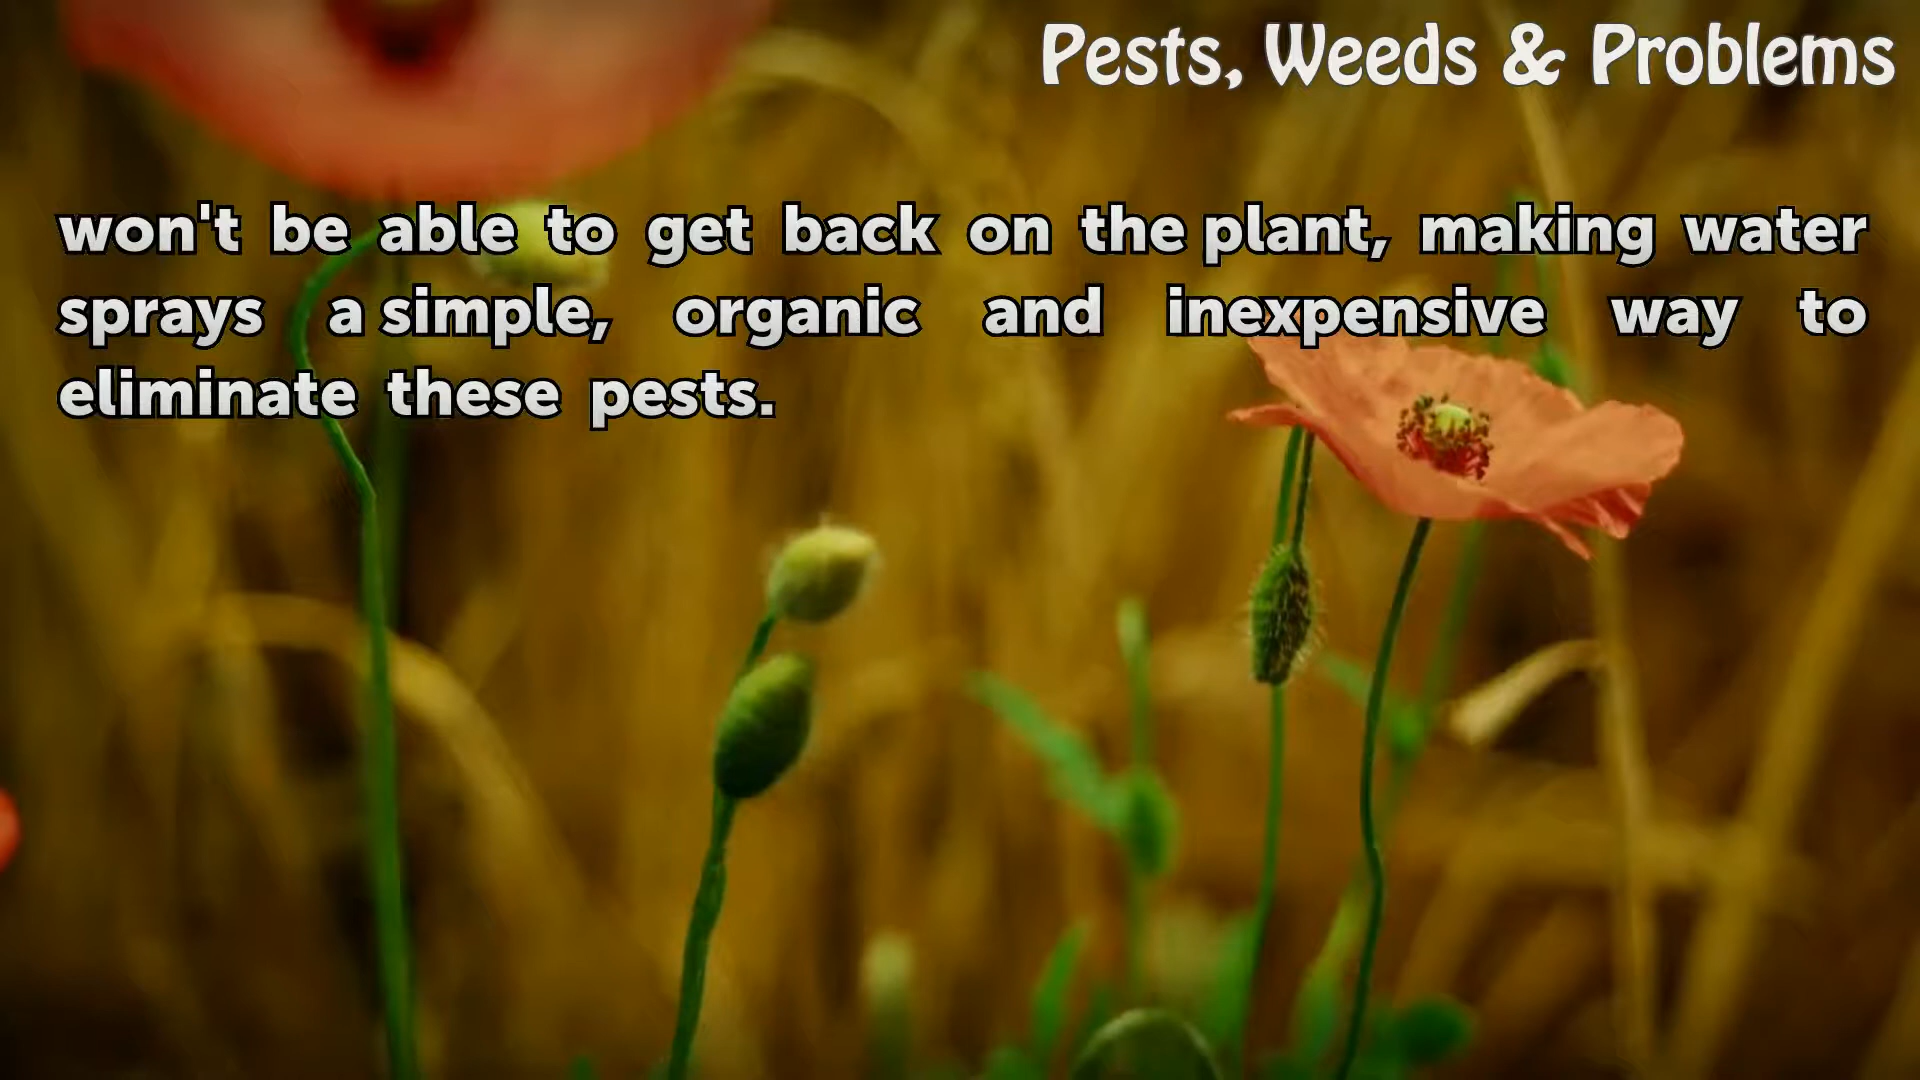 Pests, Weeds & Problems
won't be able to get back on the plant, making water
sprays a simple, organic and inexpensive way to
eliminate these pests.